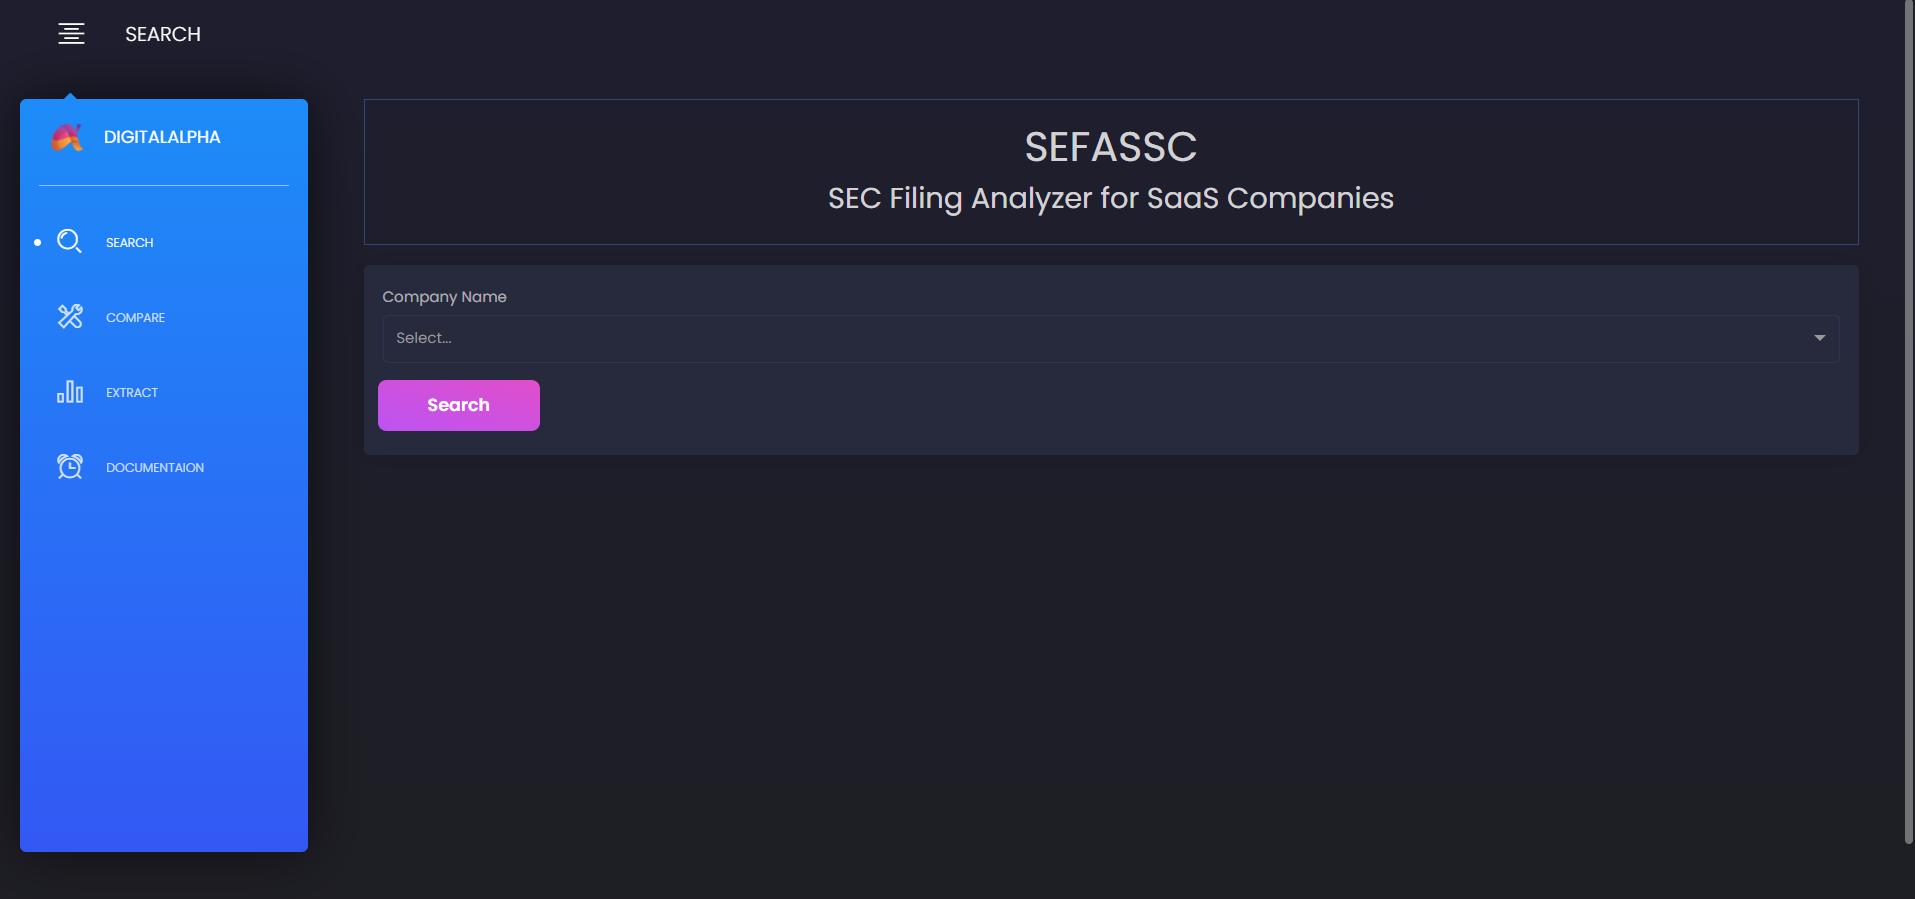 SEARCH
DIGITALALPHA
SEARCH
COMPARE
EXTRACT
DOCUMENTAION
SEFASSC
SEC Filing Analyzer for SaaS Companies
Company Name
Select...
Search